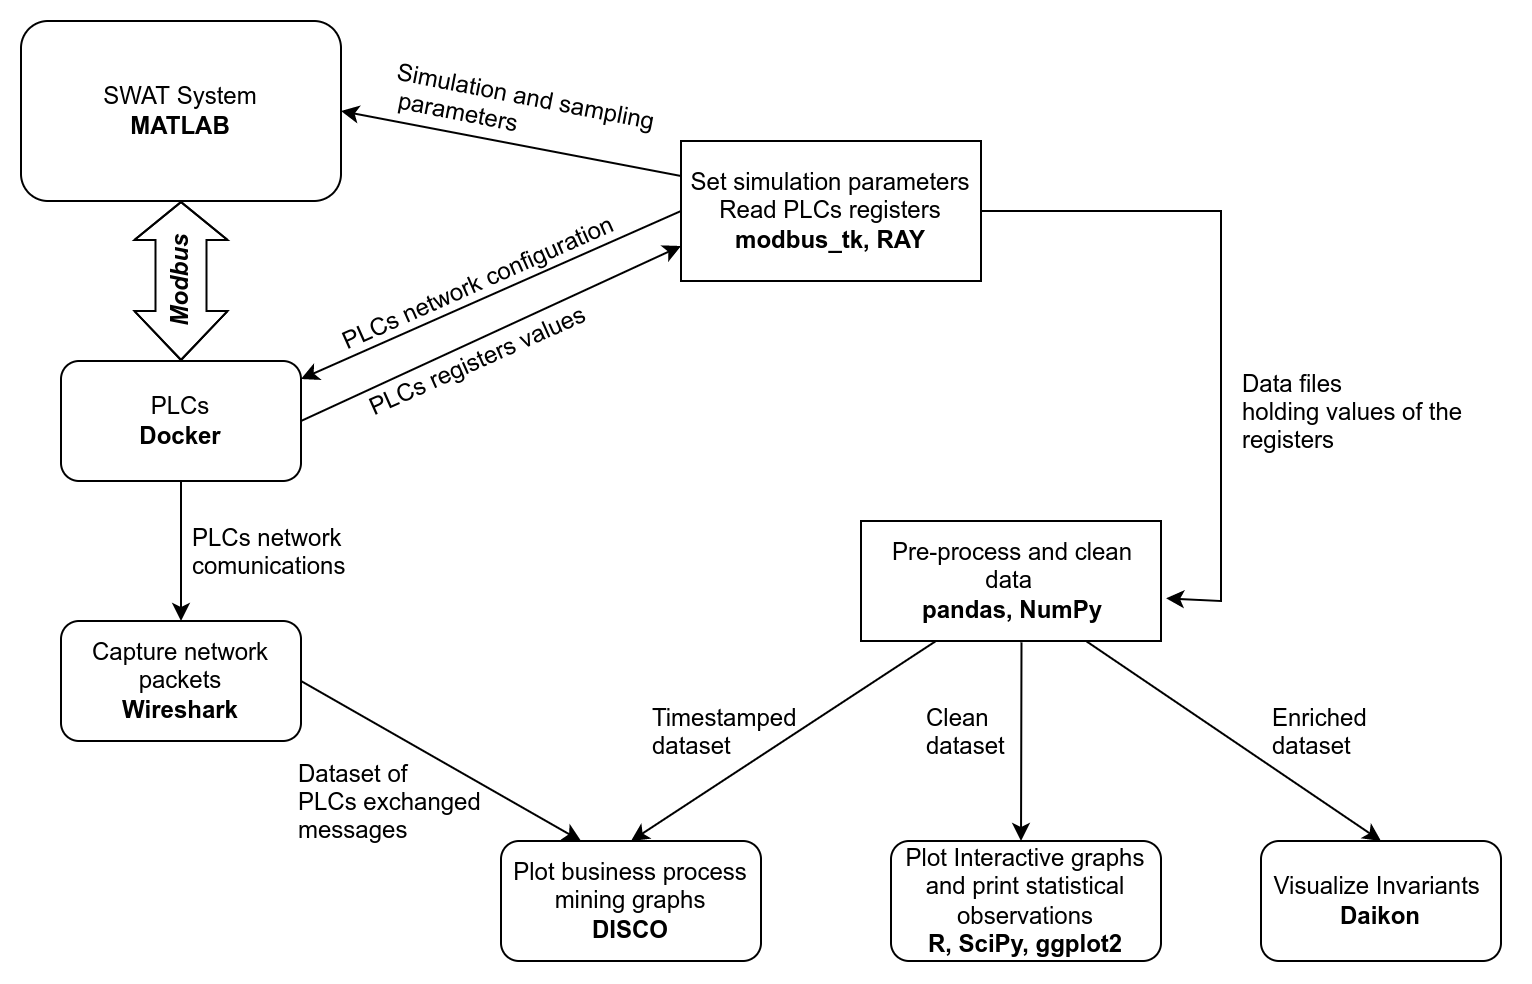 SWAT System
MATLAB
Simulation and sampling
parameters
Set simulation parameters
Read PLCs registers
modbus_tk, RAY
Modbus
PLCs network configuration
PLCs registers values
PLCs
Docker
Data files
holding values of the
registers
PLCs network
comunications
Pre-process and clean
data
pandas, NumPy
Capture network
packets
Wireshark
Timestamped
dataset
Clean
dataset
Enriched
dataset
Dataset of
PLCs exchanged
messages
Plot business process
mining graphs
DISCO
Plot Interactive graphs
and print statistical
observations
R, SciPy, ggplot2
Visualize Invariants
Daikon